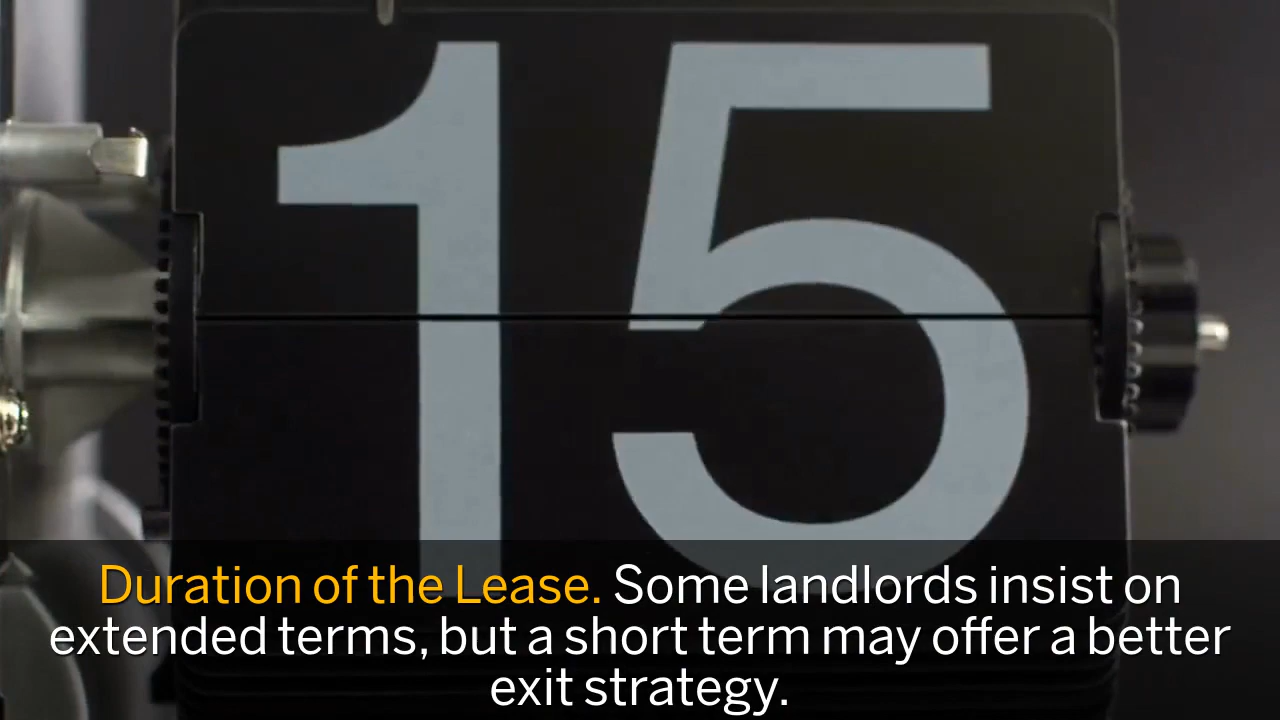 15
Duration of the Lease. Some landlords insist on
extended terms, but a short term may offer a better
exit strategy.